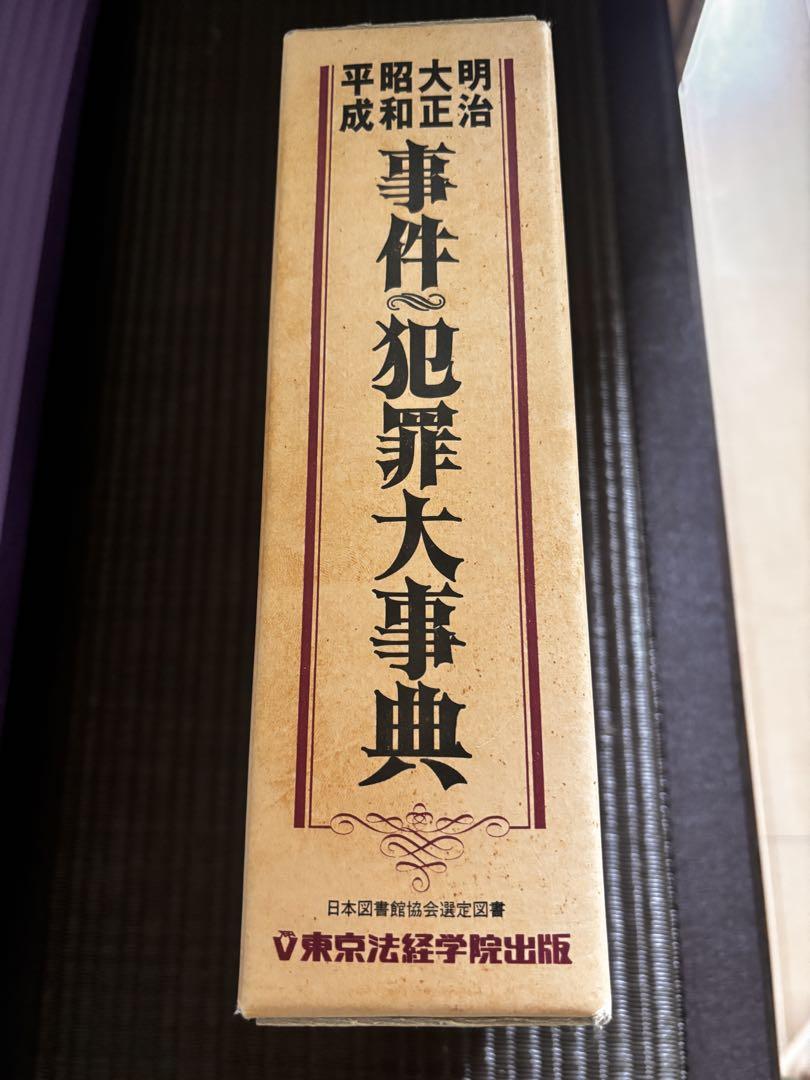 明治
大正
昭和
平成
事件・犯罪大事典
日本図書館協会選定図書
東京法経学院出版